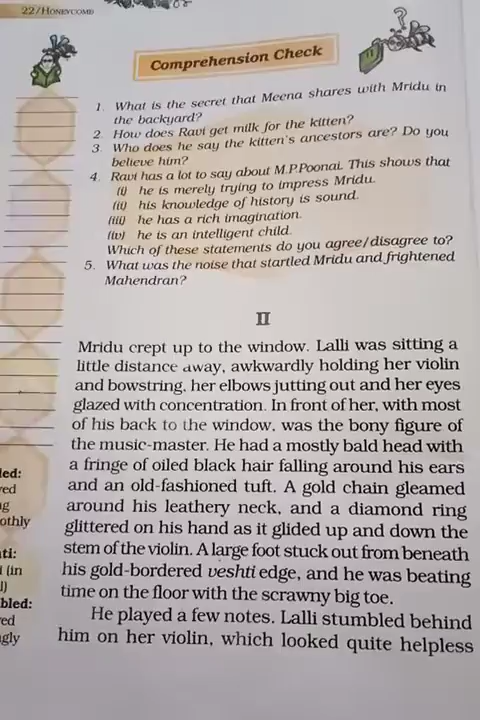 22/HONEYCOMB
?
Comprehension Check
1. What is the secret that Meena shares with Mridu in
the backyard?
2. How does Ravi get milk for the kitten?
3. Who does he say the kitten's ancestors are? Do you
believe him?
4. Ravi has a lot to say about M.P.Poonai. This shows that
(i) he is merely trying to impress Mridu.
(ii) his knowledge of history is sound.
(iii) he has a rich imagination.
(iv) he is an intelligent child.
Which of these statements do you agree/disagree to?
5. What was the noise that startled Mridu and frightened
Mahendran?
II
Mridu crept up to the window. Lalli was sitting a
little distance away, awkwardly holding her violin
and bowstring, her elbows jutting out and her eyes
glazed with concentration. In front of her, with most
of his back to the window, was the bony figure of
the music-master. He had a mostly bald head with
a fringe of oiled black hair falling around his ears
and an old-fashioned tuft. A gold chain gleamed
around his leathery neck, and a diamond ring
glittered on his hand as it glided up and down the
stem of the violin. A large foot stuck out from beneath
his gold-bordered veshti edge, and he was beating
time on the floor with the scrawny big toe.
He played a few notes. Lalli stumbled behind
him on her violin, which looked quite helpless
led:
red
ng
othly
ti:
l (in
l)
bled:
red
ngly